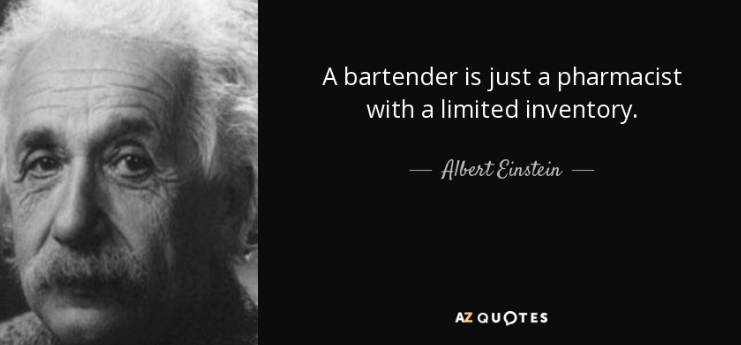 A bartender is just a pharmacist
with a limited inventory.
— Albert Einstein —
AZ QUOTES